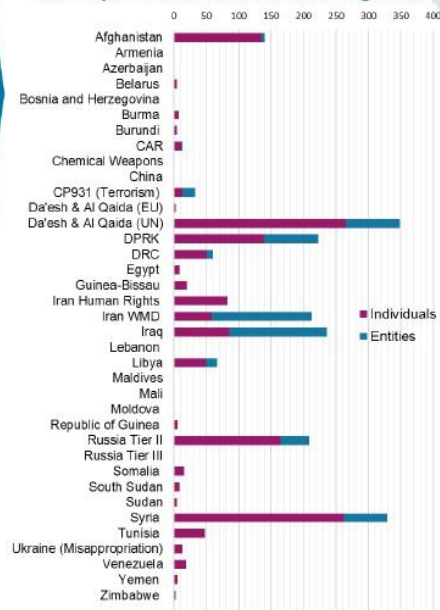 0 50 100 150 200 250 300 350 400
Afghanistan
Armenia
Azerbaijan
Belarus
Bosnia and Herzegovina
Burma
Burundi
CAR
Chemical Weapons
China
CP931 (Terrorism)
Da'esh & Al Qaida (EU)
Da'esh & Al Qaida (UN)
DPRK
DRC
Egypt
Guinea-Bissau
Iran Human Rights
Iran WMD
Iraq
Lebanon
Libya
Maldives
Mali
Moldova
Republic of Guinea
Russia Tier II
Russia Tier III
Somalia
South Sudan
Sudan
Syria
Tunisia
Ukraine (Misappropriation)
Venezuela
Yemen
Zimbabwe
Individuals
Entities